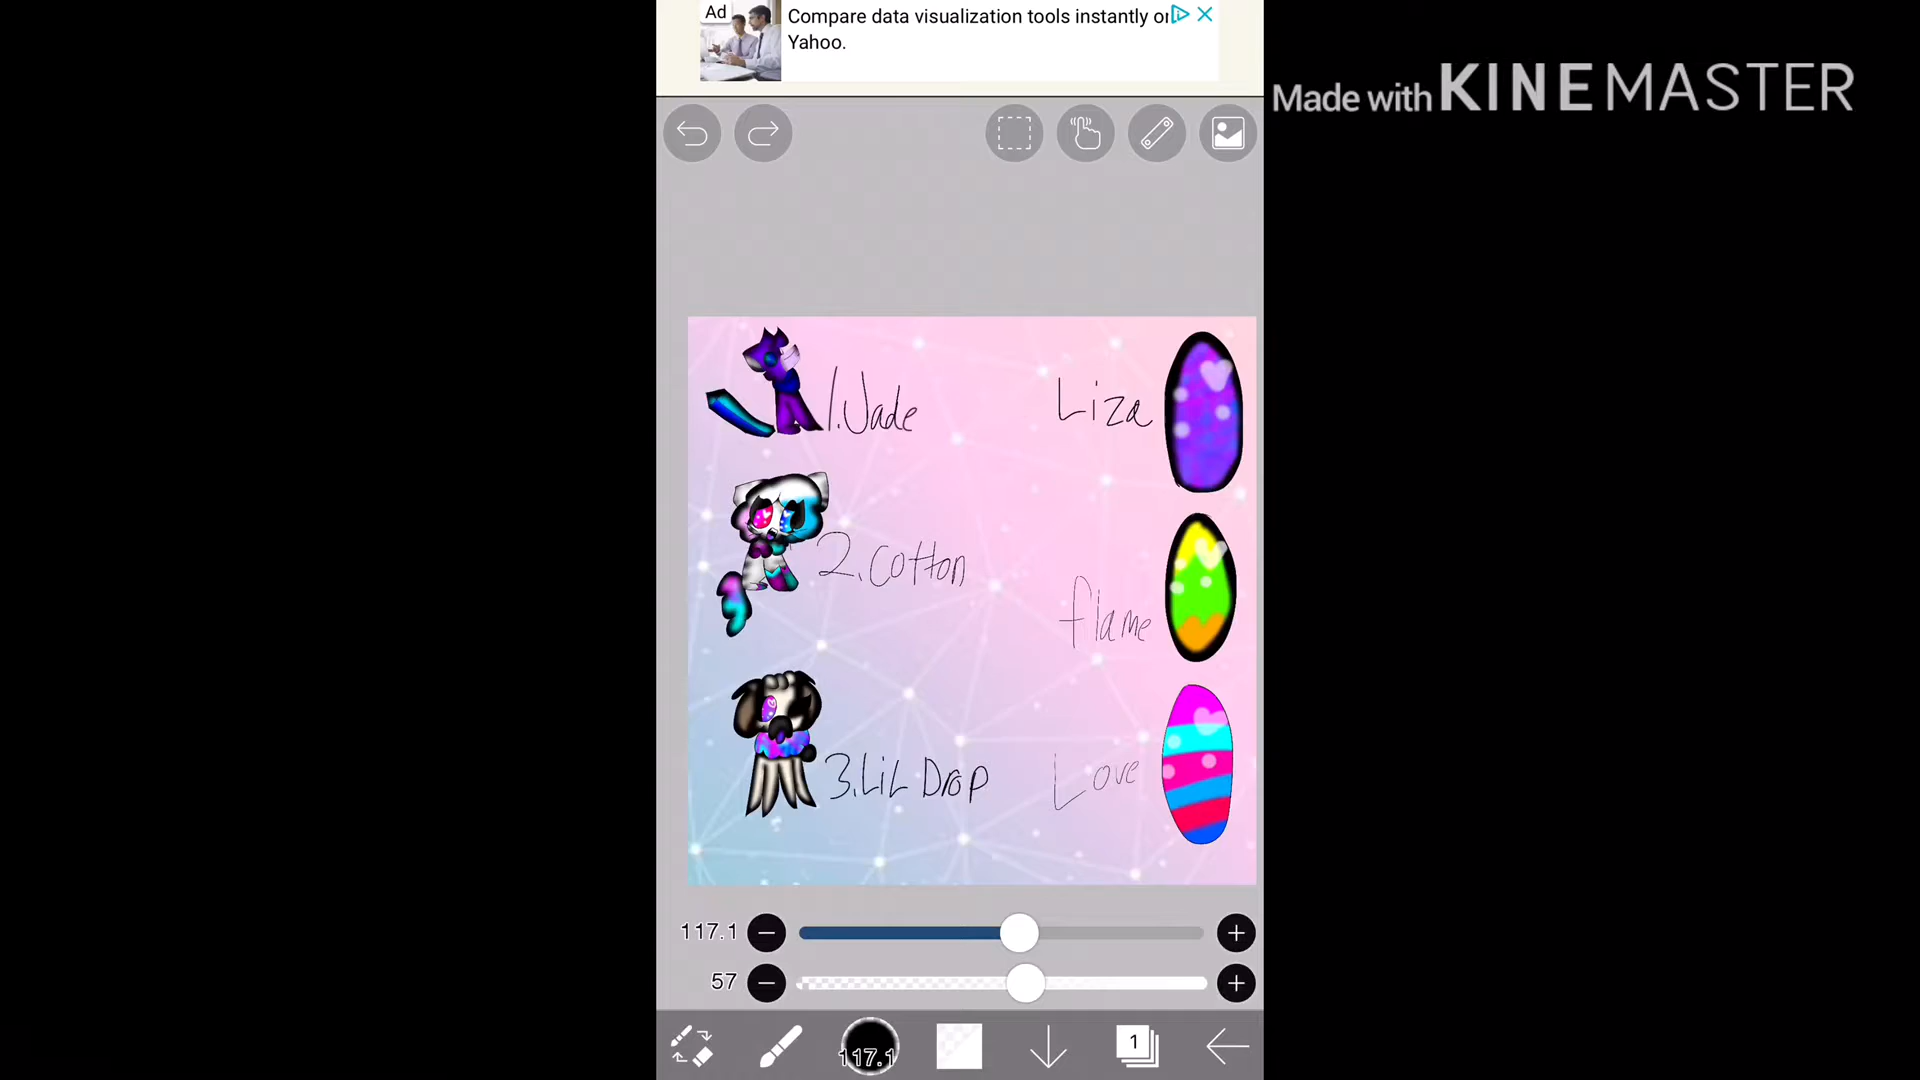 Ad
Compare data visualization tools instantly on
Yahoo.
Made with KINEMASTER
1.Jade
Liza
2.Cotton
flame
3.LiL Drop
Love
117.1
57
117.1
1